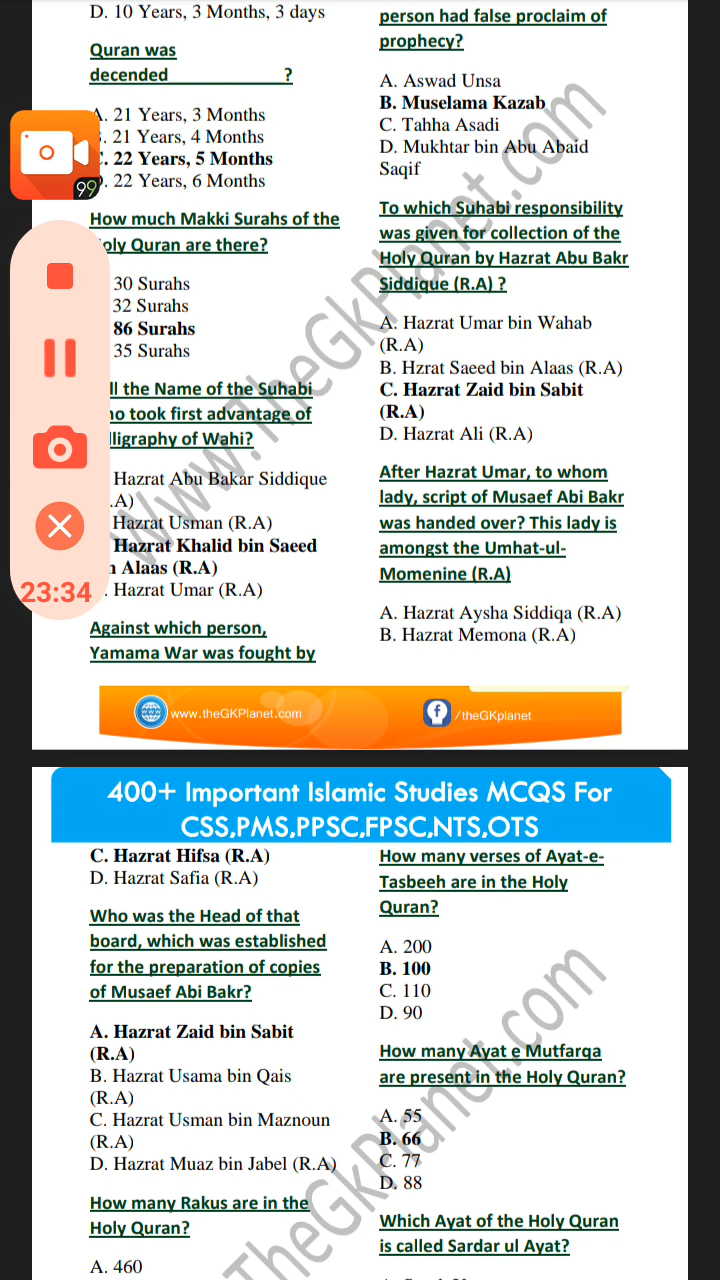 D. 10 Years, 3 Months, 3 days
Quran was
decended______________?
A. 21 Years, 3 Months
. 21 Years, 4 Months
C. 22 Years, 5 Months
D. 22 Years, 6 Months
How much Makki Surahs of the
oly Quran are there?
30 Surahs
32 Surahs
86 Surahs
35 Surahs
ll the Name of the Suhabi
ho took first advantage of
lligraphy of Wahi?
Hazrat Abu Bakar Siddique
.A)
Hazrat Usman (R.A)
Hazrat Khalid bin Saeed
n Alaas (R.A)
. Hazrat Umar (R.A)
Against which person,
Yamama War was fought by
person had false proclaim of
prophecy?
A. Aswad Unsa
B. Muselama Kazab
C. Tahha Asadi
D. Mukhtar bin Abu Abaid
Saqif
To which Suhabi responsibility
was given for collection of the
Holy Quran by Hazrat Abu Bakr
Siddique (R.A) ?
A. Hazrat Umar bin Wahab
(R.A)
B. Hzrat Saeed bin Alaas (R.A)
C. Hazrat Zaid bin Sabit
(R.A)
D. Hazrat Ali (R.A)
After Hazrat Umar, to whom
lady, script of Musaef Abi Bakr
was handed over? This lady is
amongst the Umhat-ul-
Momenine (R.A)
A. Hazrat Aysha Siddiqa (R.A)
B. Hazrat Memona (R.A)
www.TheGkPlanet.com
99
23:34
www.theGKPlanet.com
f /theGKplanet
400+ Important Islamic Studies MCQS For
CSS,PMS,PPSC,FPSC,NTS,OTS
C. Hazrat Hifsa (R.A)
D. Hazrat Safia (R.A)
Who was the Head of that
board, which was established
for the preparation of copies
of Musaef Abi Bakr?
A. Hazrat Zaid bin Sabit
(R.A)
B. Hazrat Usama bin Qais
(R.A)
C. Hazrat Usman bin Maznoun
(R.A)
D. Hazrat Muaz bin Jabel (R.A)
How many Rakus are in the
Holy Quran?
A. 460
How many verses of Ayat-e-
Tasbeeh are in the Holy
Quran?
A. 200
B. 100
C. 110
D. 90
How many Ayat e Mutfarqa
are present in the Holy Quran?
A. 55
B. 66
C. 77
D. 88
Which Ayat of the Holy Quran
is called Sardar ul Ayat?
TheGkPlanet.com